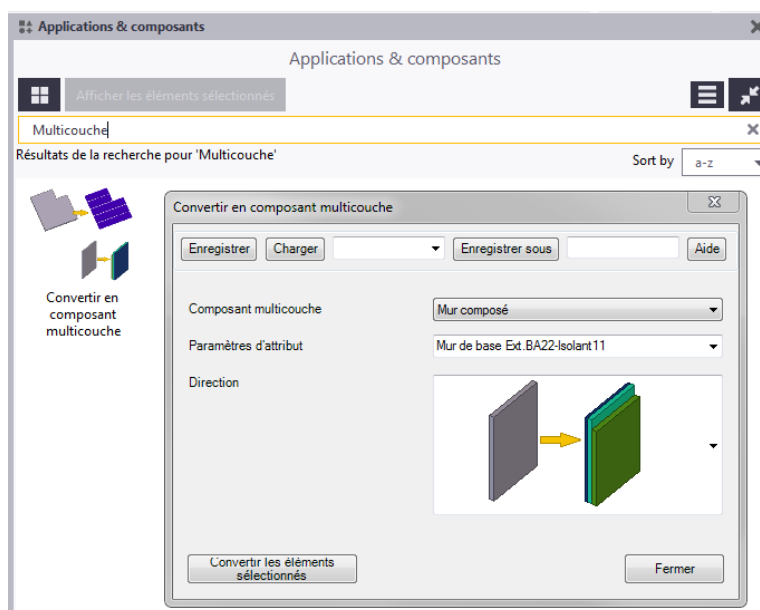 Applications & composants
Applications & composants
Afficher les éléments sélectionnés
Multicouche
Résultats de la recherche pour 'Multicouche'
Sort by a-z
Convertir en
composant
multicouche
Convertir en composant multicouche
Enregistrer Charger Enregistrer sous Aide
Composant multicouche Mur composé
Paramètres d'attribut Mur de base Ext.BA22-Isolant11
Direction
Convertir les éléments
sélectionnés
Fermer